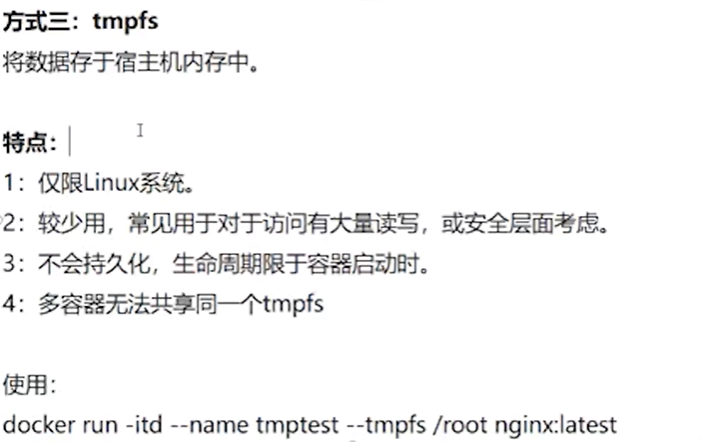 方式三：tmpfs
将数据存于宿主机内存中。
特点：
1：仅限Linux系统。
2：较少用，常见用于对于访问有大量读写，或安全层面考虑。
3：不会持久化，生命周期限于容器启动时。
4：多容器无法共享同一个tmpfs
使用：
docker run -itd --name tmptest --tmpfs /root nginx:latest